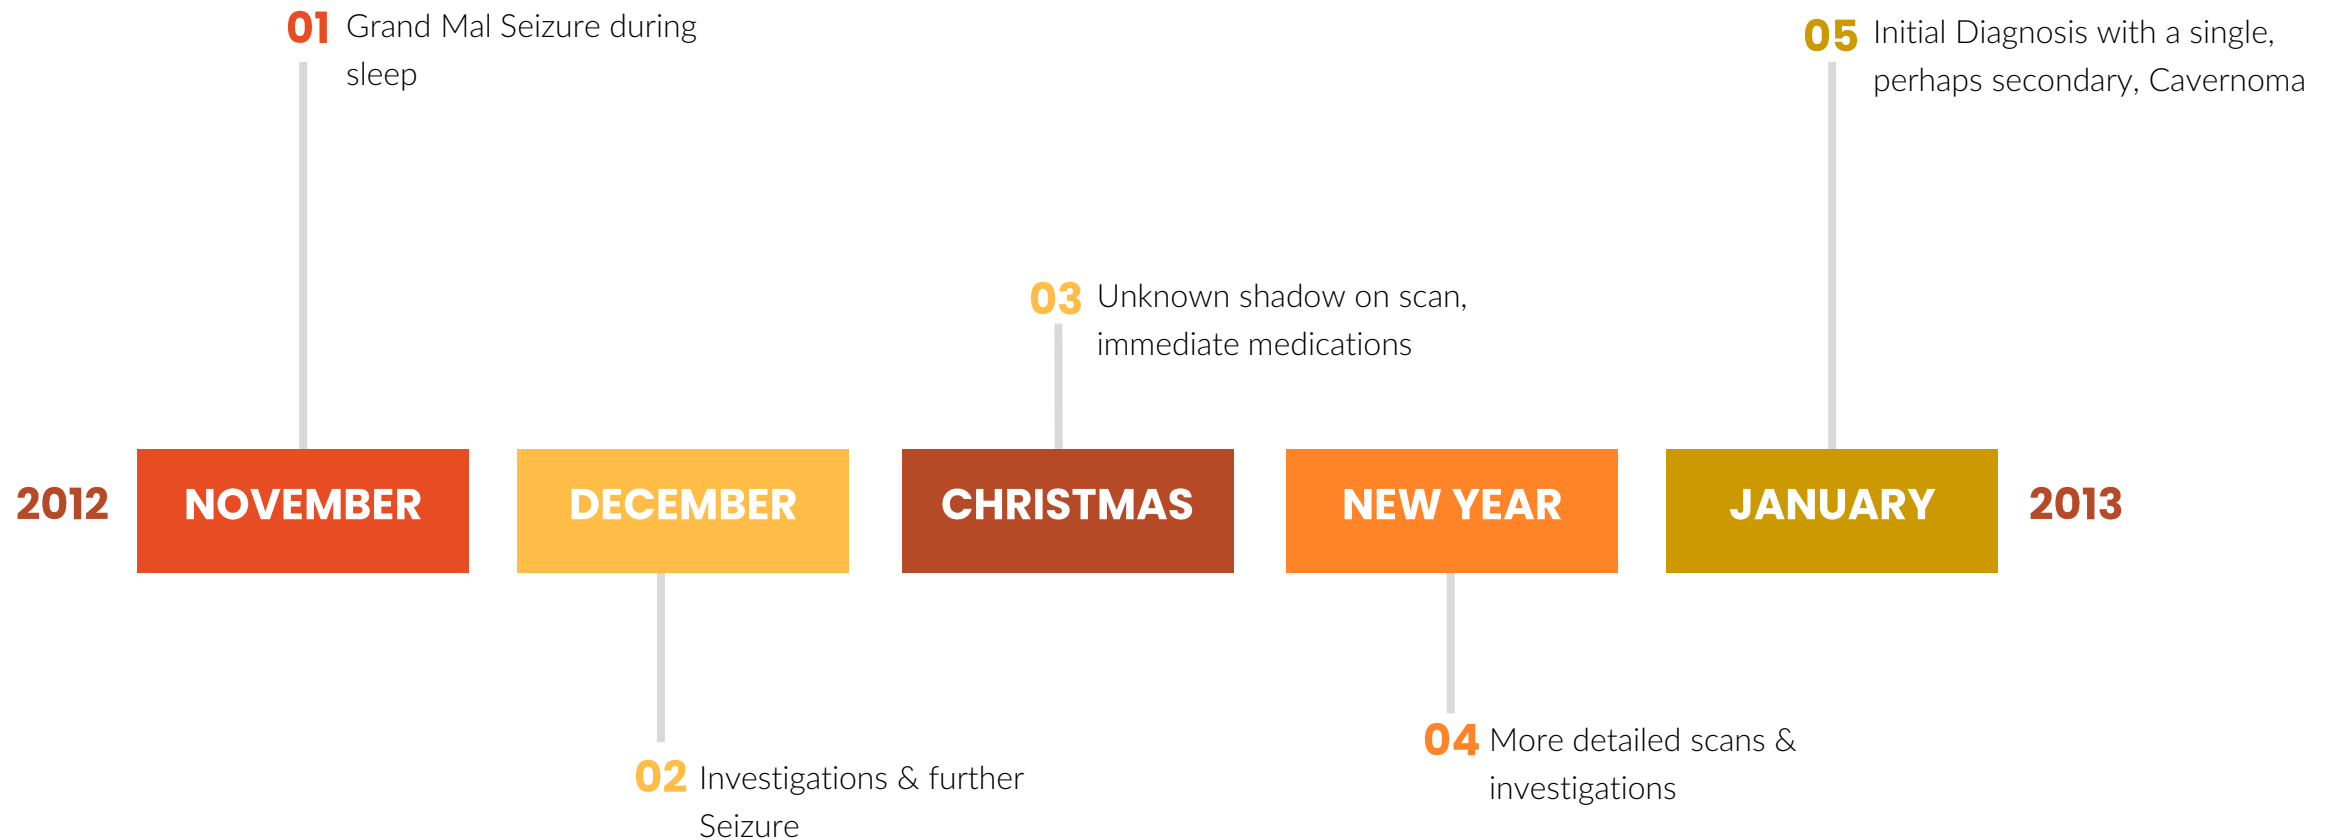 01 Grand Mal Seizure during
sleep
05 Initial Diagnosis with a single,
perhaps secondary, Cavernoma
03 Unknown shadow on scan,
immediate medications
2012 NOVEMBER DECEMBER CHRISTMAS NEW YEAR JANUARY 2013
04 More detailed scans &
investigations
02 Investigations & further
Seizure